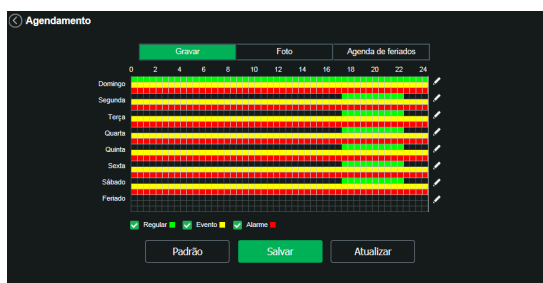 Agendamento
Gravar Foto Agenda de feriados
0 2 4 6 8 10 12 14 16 18 20 22 24
Domingo
Segunda
Terça
Quarta
Quinta
Sexta
Sábado
Feriado
Regular Evento Alarme
Padrão Salvar Atualizar